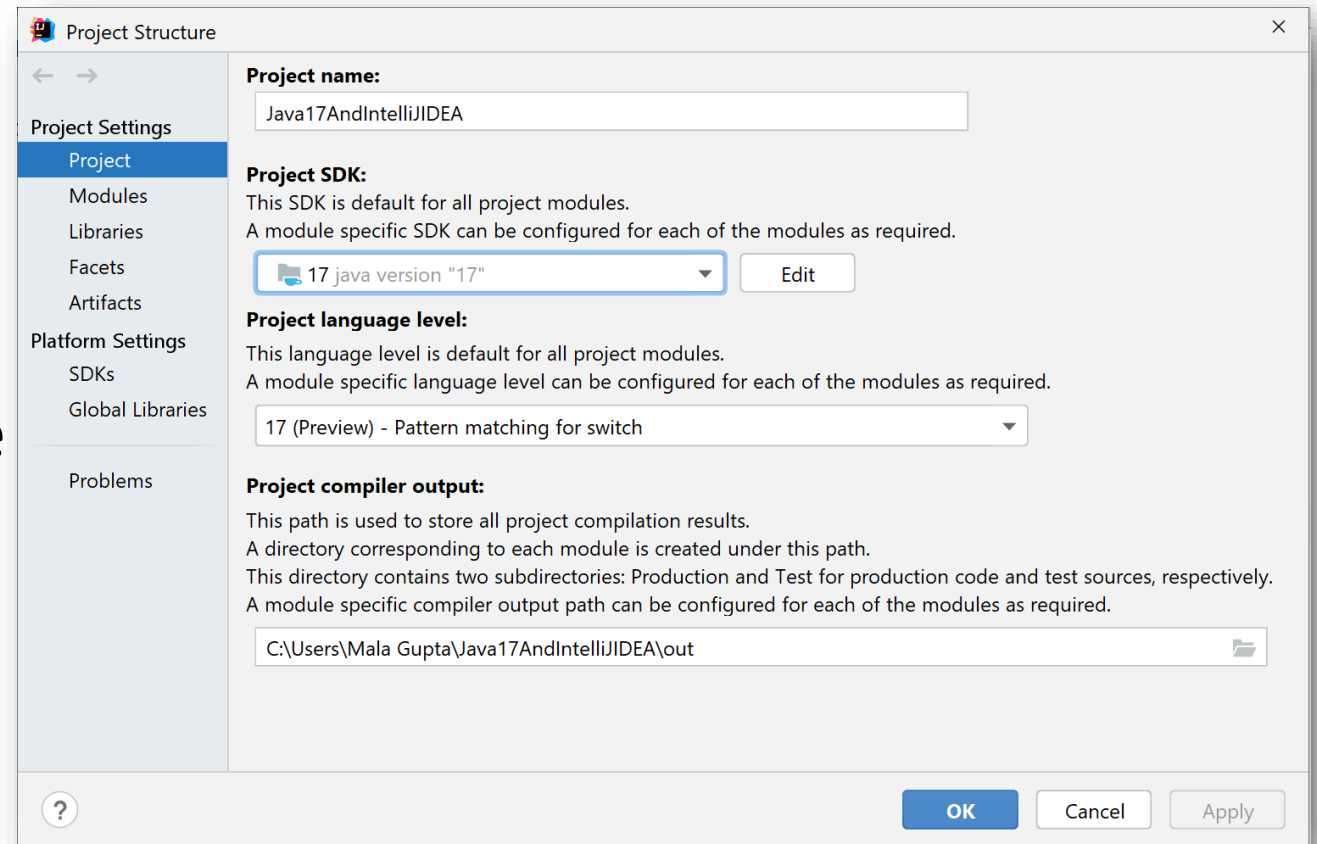 Project Structure
Project Settings
Project
Modules
Libraries
Facets
Artifacts
Platform Settings
SDKs
Global Libraries
Problems
Project name:
Java17AndIntelliJIDEA
Project SDK:
This SDK is default for all project modules.
A module specific SDK can be configured for each of the modules as required.
17 java version "17"
Edit
Project language level:
This language level is default for all project modules.
A module specific language level can be configured for each of the modules as required.
17 (Preview) - Pattern matching for switch
Project compiler output:
This path is used to store all project compilation results.
A directory corresponding to each module is created under this path.
This directory contains two subdirectories: Production and Test for production code and test sources, respectively.
A module specific compiler output path can be configured for each of the modules as required.
C:\Users\Mala Gupta\Java17AndIntelliJIDEA\out
?
OK
Cancel
Apply